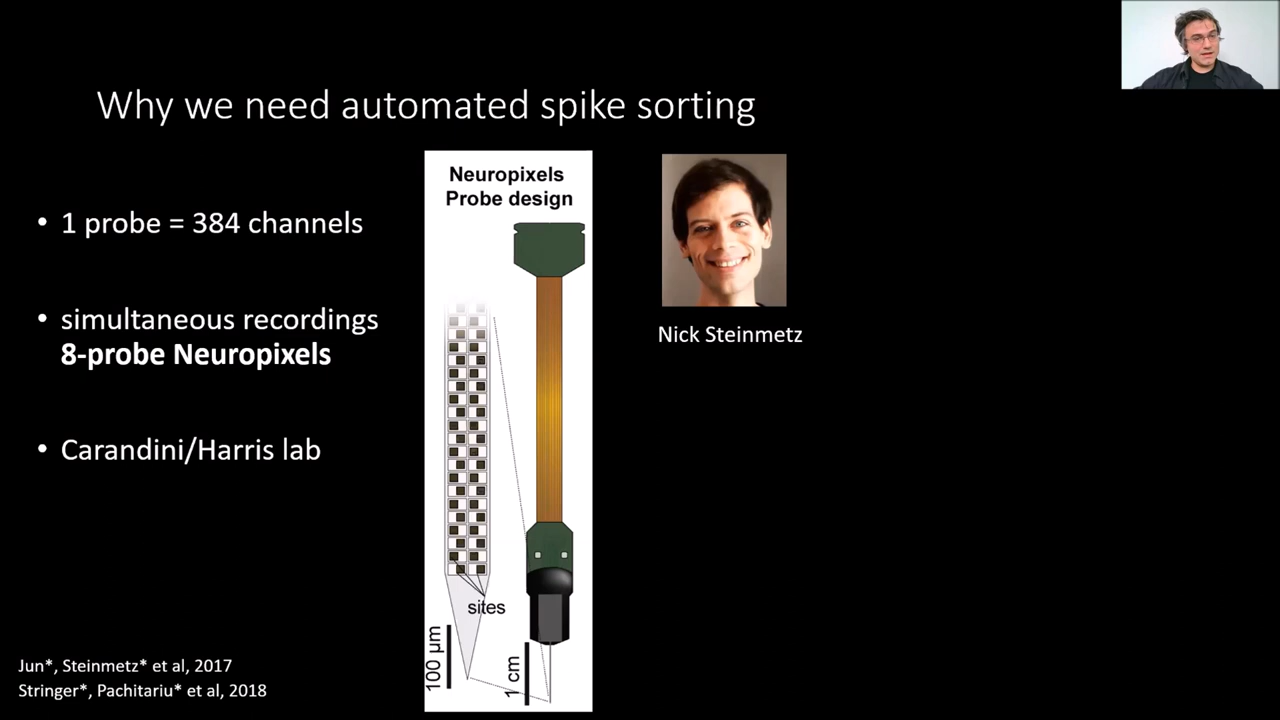 Why we need automated spike sorting
• 1 probe = 384 channels
• simultaneous recordings
8-probe Neuropixels
• Carandini/Harris lab
Neuropixels
Probe design
sites
100 µm
1 cm
Nick Steinmetz
Jun*, Steinmetz* et al, 2017
Stringer*, Pachitariu* et al, 2018